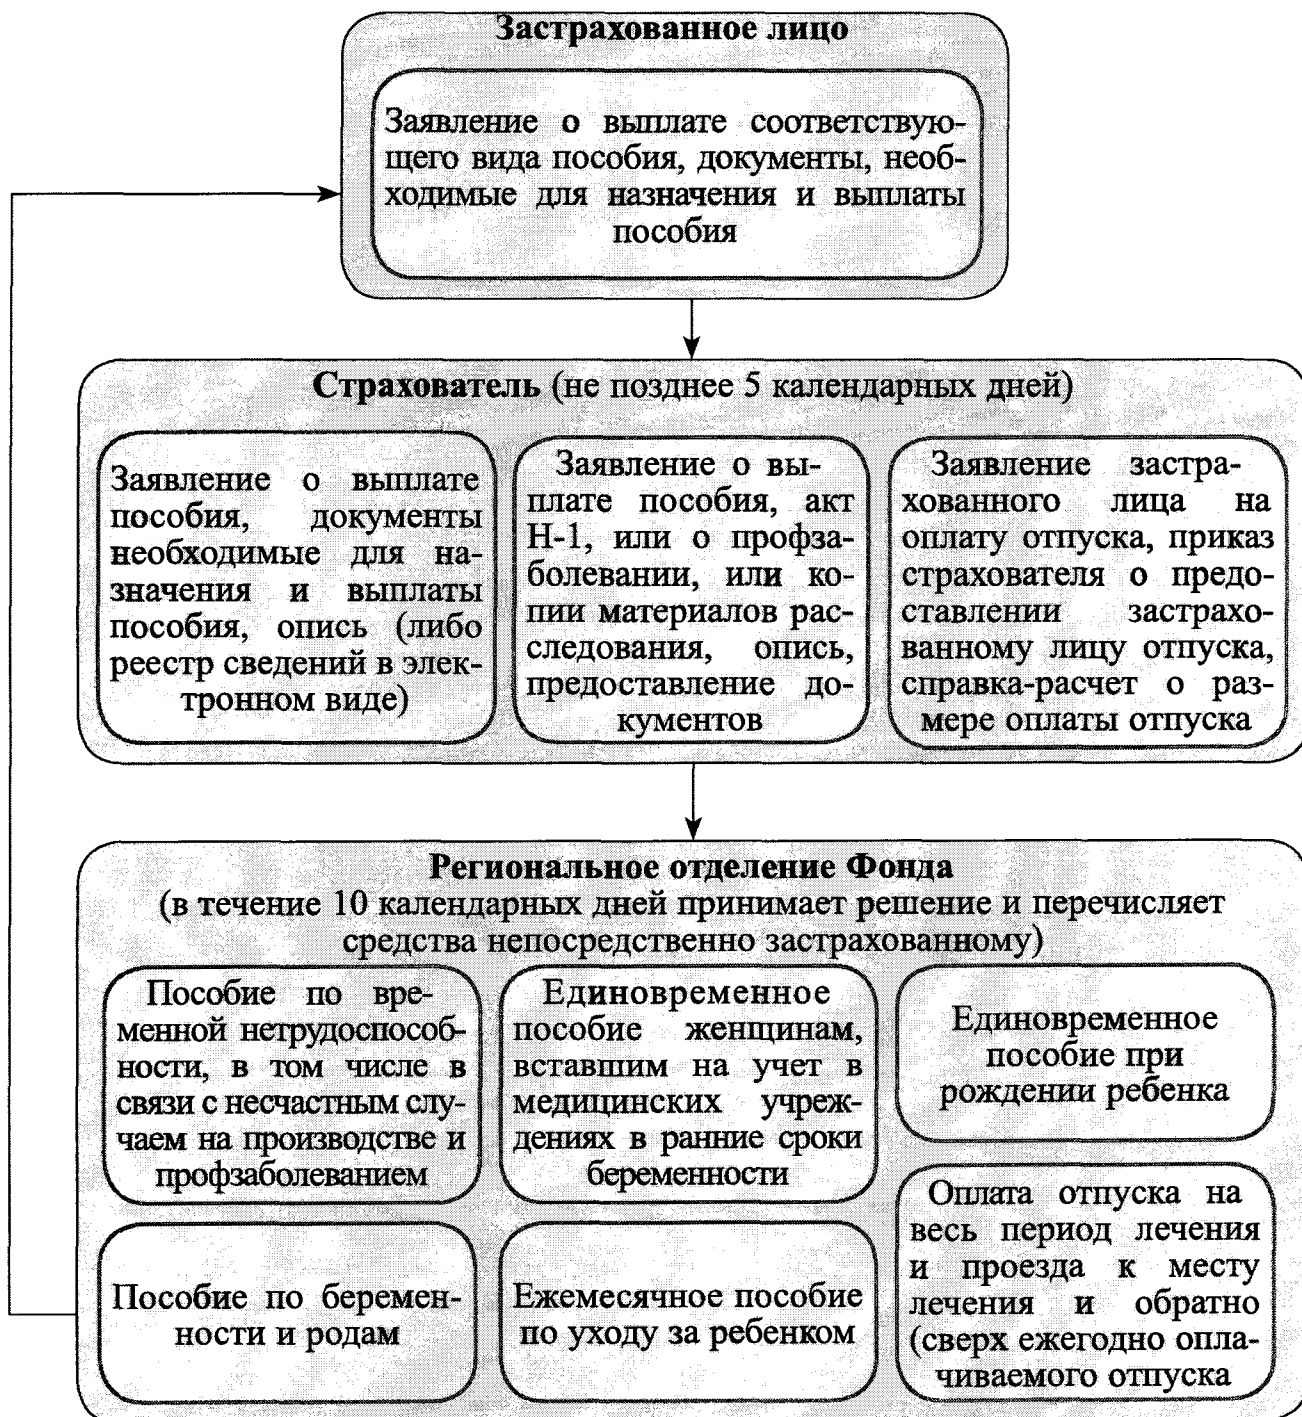 Застрахованное лицо
Заявление о выплате соответствую-
щего вида пособия, документы, необ-
ходимые для назначения и выплаты
пособия
Страхователь (не позднее 5 календарных дней)
Заявление о выплате
пособия, документы
необходимые для на-
значения и выплаты
пособия, опись (либо
реестр сведений в элек-
тронном виде)
Заявление о вы-
плате пособия, акт
Н-1, или о профза-
болевании, или ко-
пии материалов рас-
следования, опись,
предоставление до-
кументов
Заявление застра-
хованного лица на
оплату отпуска, приказ
страхователя о предо-
ставлении застрахо-
ванному лицу отпуска,
справка-расчет о раз-
мере оплаты отпуска
Региональное отделение Фонда
(в течение 10 календарных дней принимает решение и перечисляет
средства непосредственно застрахованному)
Пособие по вре-
менной нетрудоспособ-
ности, в том числе в
связи с несчастным слу-
чаем на производстве и
профзаболеванием
Единовременное
пособие женщинам,
вставшим на учет в
медицинских учреж-
дениях в ранние сроки
беременности
Единовременное
пособие при
рождении ребенка
Пособие по беремен-
ности и родам
Ежемесячное пособие
по уходу за ребенком
Оплата отпуска на
весь период лечения
и проезда к месту
лечения и обратно
(сверх ежегодно опла-
чиваемого отпуска